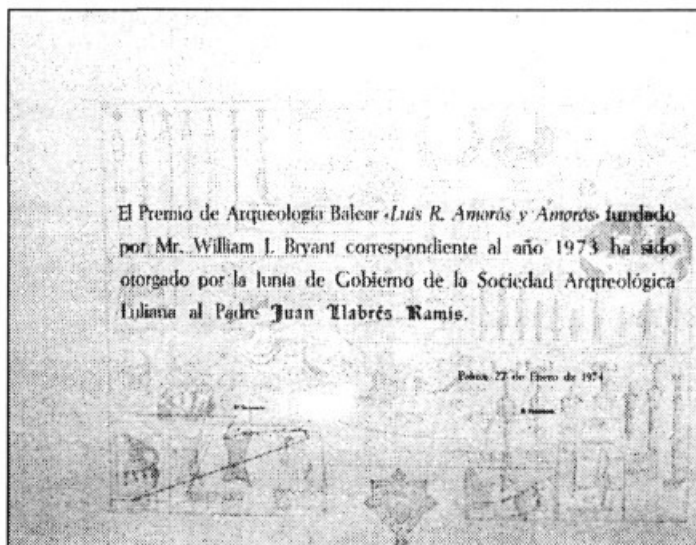 El Premio de Arqueología Balear «Luis R. Amorós y Amorós» fundado
por Mr. William J. Bryant correspondiente al año 1973 ha sido
otorgado por la Junta de Gobierno de la Sociedad Arqueológica
Luliana al Padre Juan Llabrés Ramis.
Palma, 27 de Enero de 1974